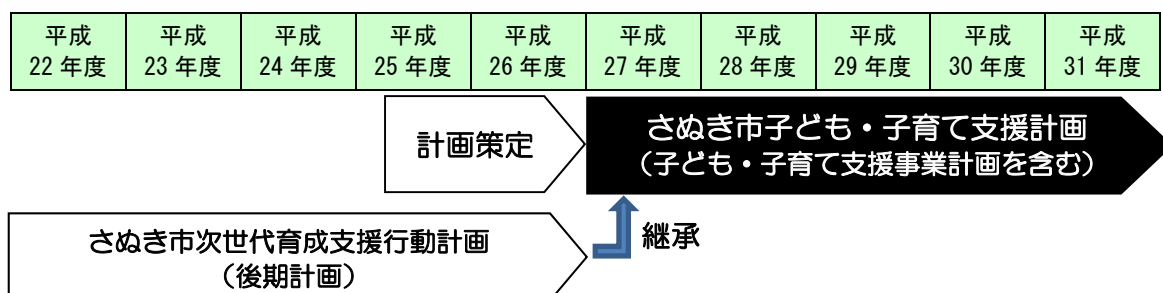 平成 平成 平成 平成 平成 平成 平成 平成 平成 平成
22 年度 23 年度 24 年度 25 年度 26 年度 27 年度 28 年度 29 年度 30 年度 31 年度
計画策定
さぬき市子ども・子育て支援計画
（子ども・子育て支援事業計画を含む）
継承
さぬき市次世代育成支援行動計画
（後期計画）